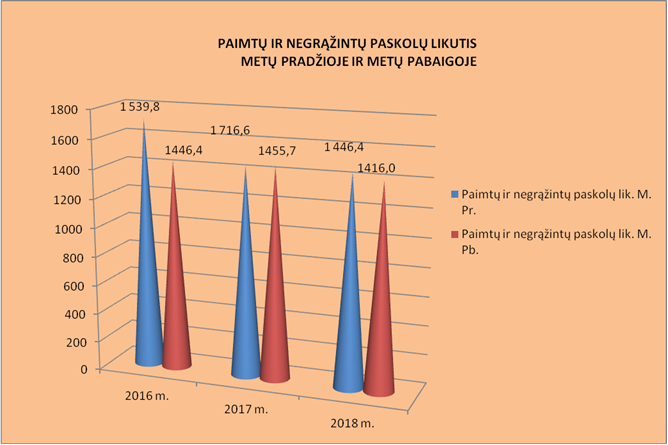 PAIMTŲ IR NEGRĄŽINTŲ PASKOLŲ LIKUTIS
METŲ PRADŽIOJE IR METŲ PABAIGOJE
1800
1600
1400
1200
1000
800
600
400
200
0
1 539,8
1446,4
1 716,6
1455,7
1 446,4
1416,0
2016 m.
2017 m.
2018 m.
Paimtų ir negrąžintų paskolų lik. M.
Pr.
Paimtų ir negrąžintų paskolų lik. M.
Pb.